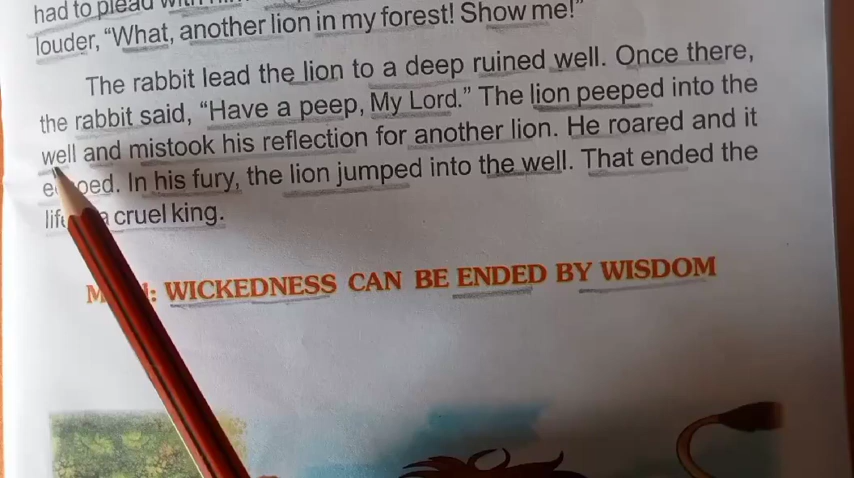 had to plead with
louder, “What, another lion in my forest! Show me!”
The rabbit lead the lion to a deep ruined well. Once there,
the rabbit said, “Have a peep, My Lord.” The lion peeped into the
well and mistook his reflection for another lion. He roared and it
In his fury, the lion jumped into the well. That ended the
cruel king.
WICKEDNESS CAN BE ENDED BY WISDOM